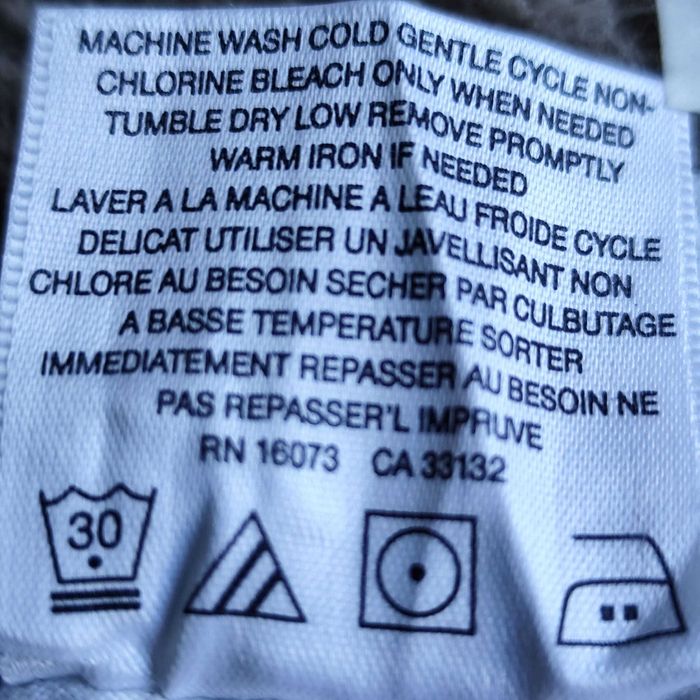 MACHINE WASH COLD GENTLE CYCLE NON-
CHLORINE BLEACH ONLY WHEN NEEDED
TUMBLE DRY LOW REMOVE PROMPTLY
WARM IRON IF NEEDED
LAVER A LA MACHINE A LEAU FROIDE CYCLE
DELICAT UTILISER UN JAVELLISANT NON
CHLORE AU BESOIN SECHER PAR CULBUTAGE
A BASSE TEMPERATURE SORTER
IMMEDIATEMENT REPASSER AU BESOIN NE
PAS REPASSER'L IMPRUVE
RN 16073 CA 33132
30